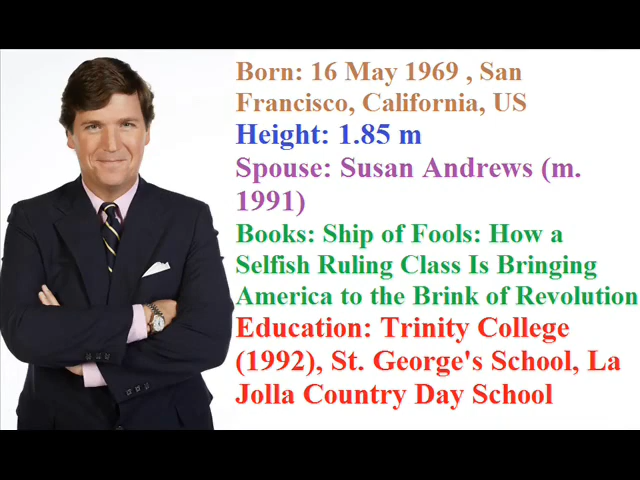 Born: 16 May 1969 , San
Francisco, California, US
Height: 1.85 m
Spouse: Susan Andrews (m.
1991)
Books: Ship of Fools: How a
Selfish Ruling Class Is Bringing
America to the Brink of Revolution
Education: Trinity College
(1992), St. George's School, La
Jolla Country Day School